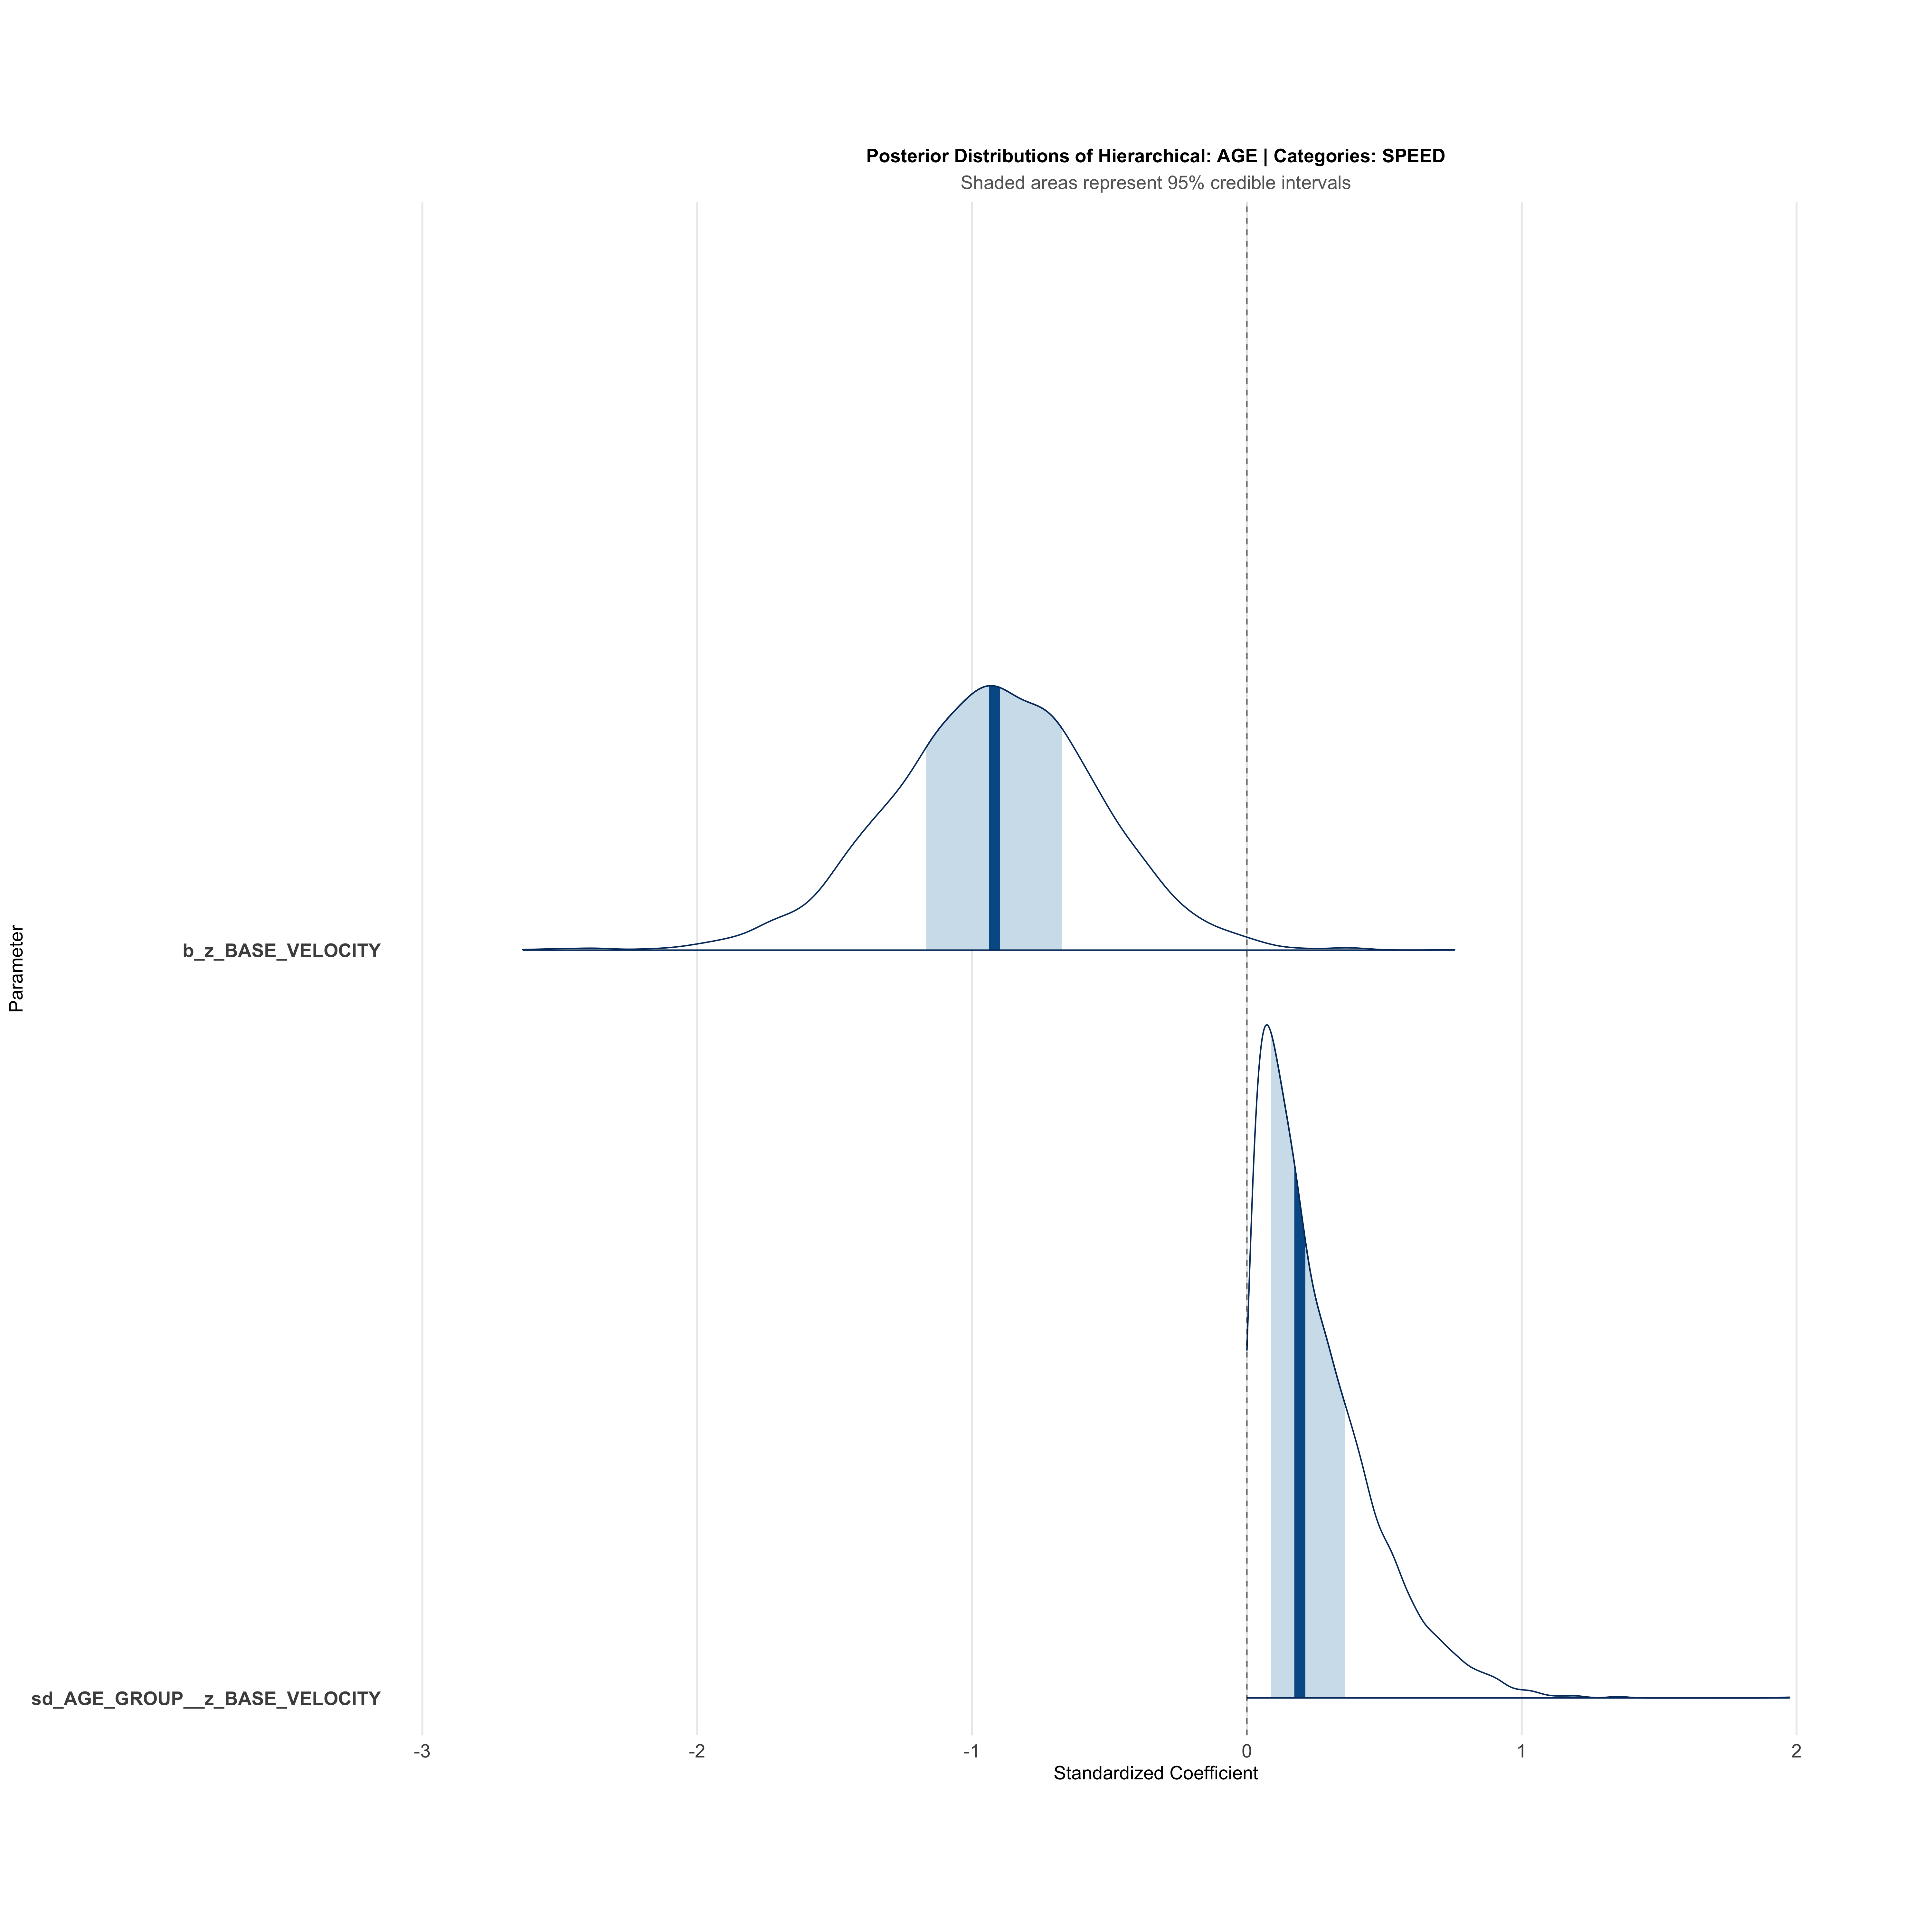 Posterior Distributions of Hierarchical: AGE | Categories: SPEED
Shaded areas represent 95% credible intervals
Parameter
b_z_BASE_VELOCITY
sd_AGE_GROUP__z_BASE_VELOCITY
-3 -2 -1 0 1 2
Standardized Coefficient